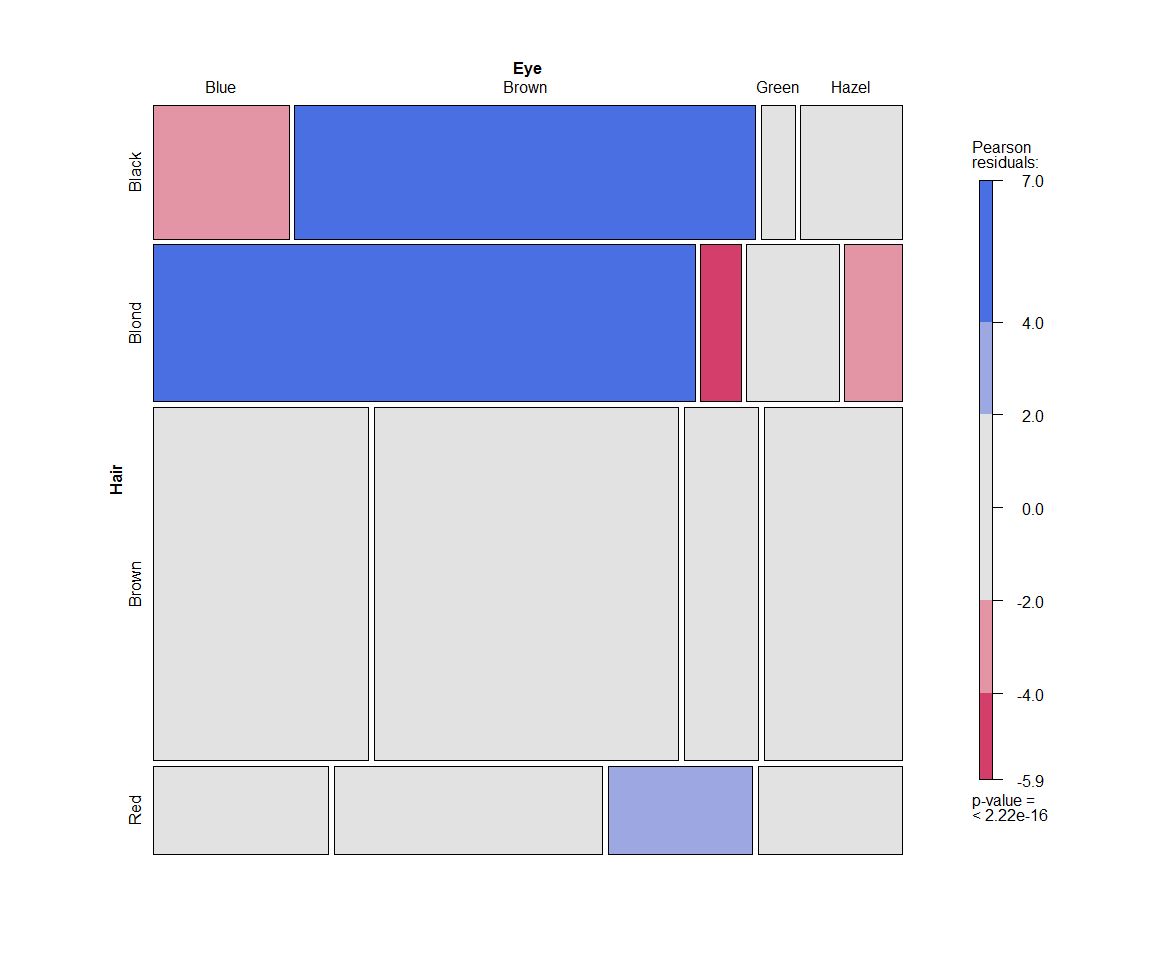 Eye
Blue Brown Green Hazel
Black
Blond
Brown
Red
Hair
Pearson
residuals:
7.0
4.0
2.0
0.0
-2.0
-4.0
-5.9
p-value =
< 2.22e-16